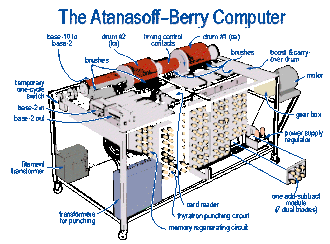 The Atanasoff-Berry Computer
base-10 to
base-2
drum #2
(ka)
timing control
contacts
drum #1 (ca)
brushes
brushes
boost & carry-
over drum
motor
temporary
one-cycle
switch
base-2 in
base-2 out
gear box
power supply
regulator
filament
transformer
transformers
for punching
card reader
thyratron punching circuit
memory regenerating circuit
one add-subtract
module
(7 dual triodes)